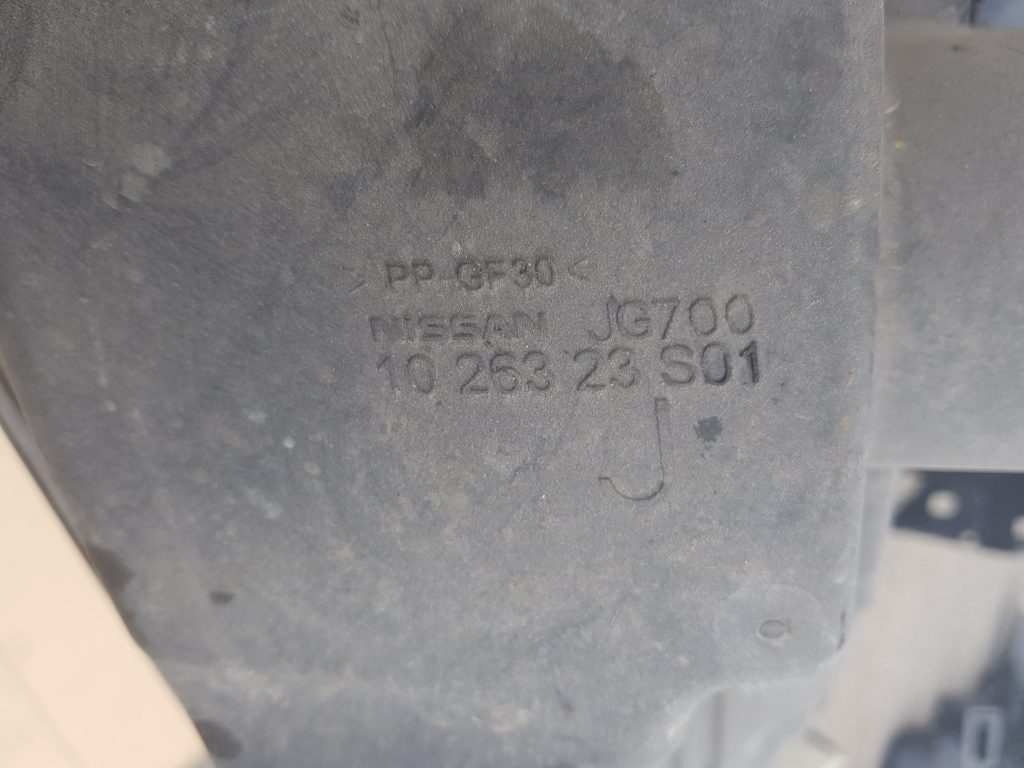 >PP-GF30<
NISSAN JG700
10 263 23 S01
J